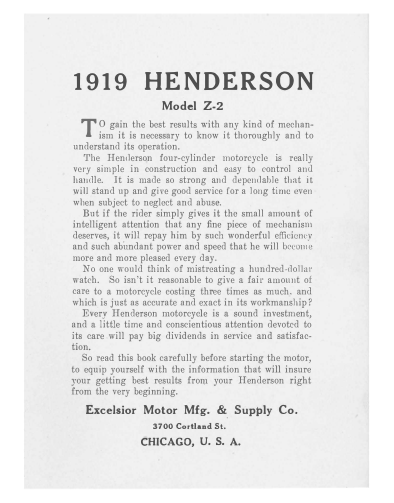 1919 HENDERSON
Model Z-2
TO gain the best results with any kind of mechan-
ism it is necessary to know it thoroughly and to
understand its operation.
The Henderson four-cylinder motorcycle is really
very simple in construction and easy to control and
handle. It is made so strong and dependable that it
will stand up and give good service for a long time even
when subject to neglect and abuse.
But if the rider simply gives it the small amount of
intelligent attention that any fine piece of mechanism
deserves, it will repay him by such wonderful efficiency
and such abundant power and speed that he will become
more and more pleased every day.
No one would think of mistreating a hundred-dollar
watch. So isn't it reasonable to give a fair amount of
care to a motorcycle costing three times as much. and
which is just as accurate and exact in its workmanship?
Every Henderson motorcycle is a sound investment,
and a little time and conscientious attention devoted to
its care will pay big dividends in service and satisfac-
tion.
So read this book carefully before starting the motor,
to equip yourself with the information that will insure
your getting best results from your Henderson right
from the very beginning.
Excelsior Motor Mfg. & Supply Co.
3700 Cortland St.
CHICAGO, U. S. A.